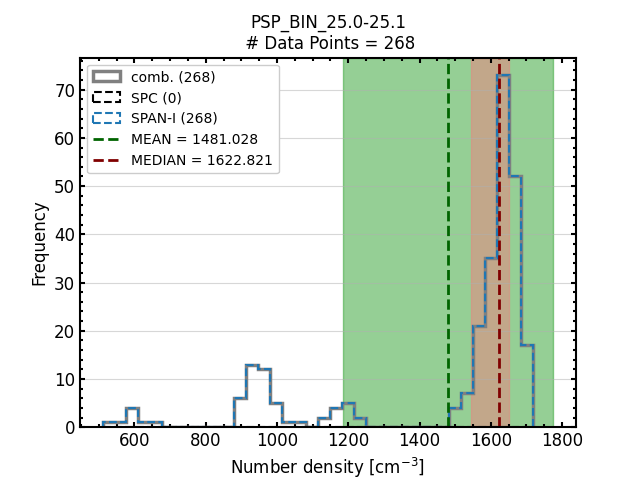 PSP_BIN_25.0-25.1
# Data Points = 268
comb. (268)
SPC (0)
SPAN-I (268)
MEAN = 1481.028
MEDIAN = 1622.821
Frequency
70
60
50
40
30
20
10
0
600 800 1000 1200 1400 1600 1800
Number density [cm⁻³]